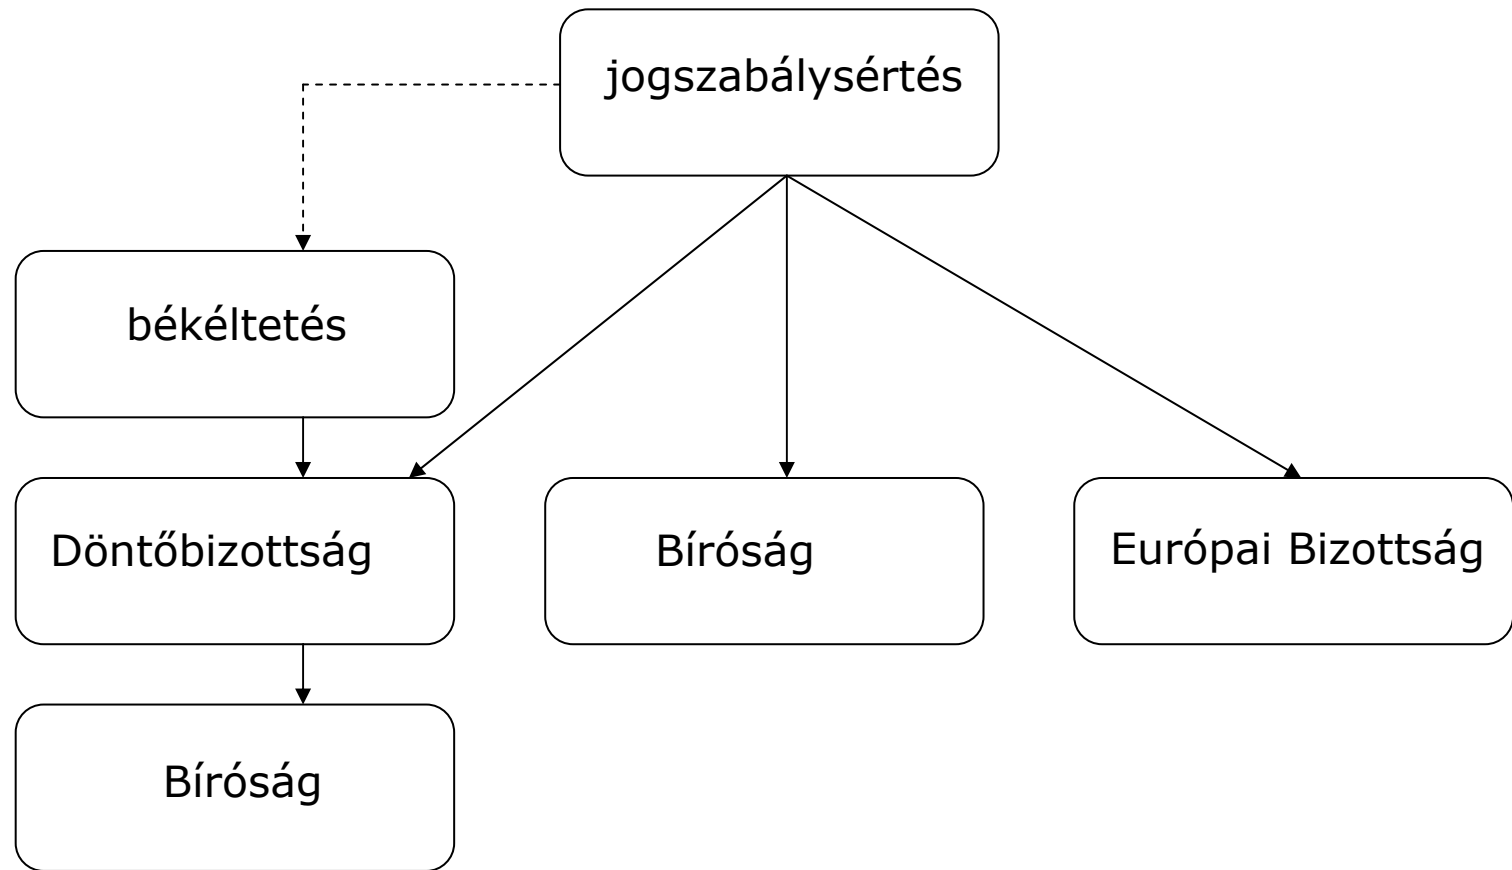 jogszabálysértés
békéltetés
Döntőbizottság
Bíróság
Európai Bizottság
Bíróság